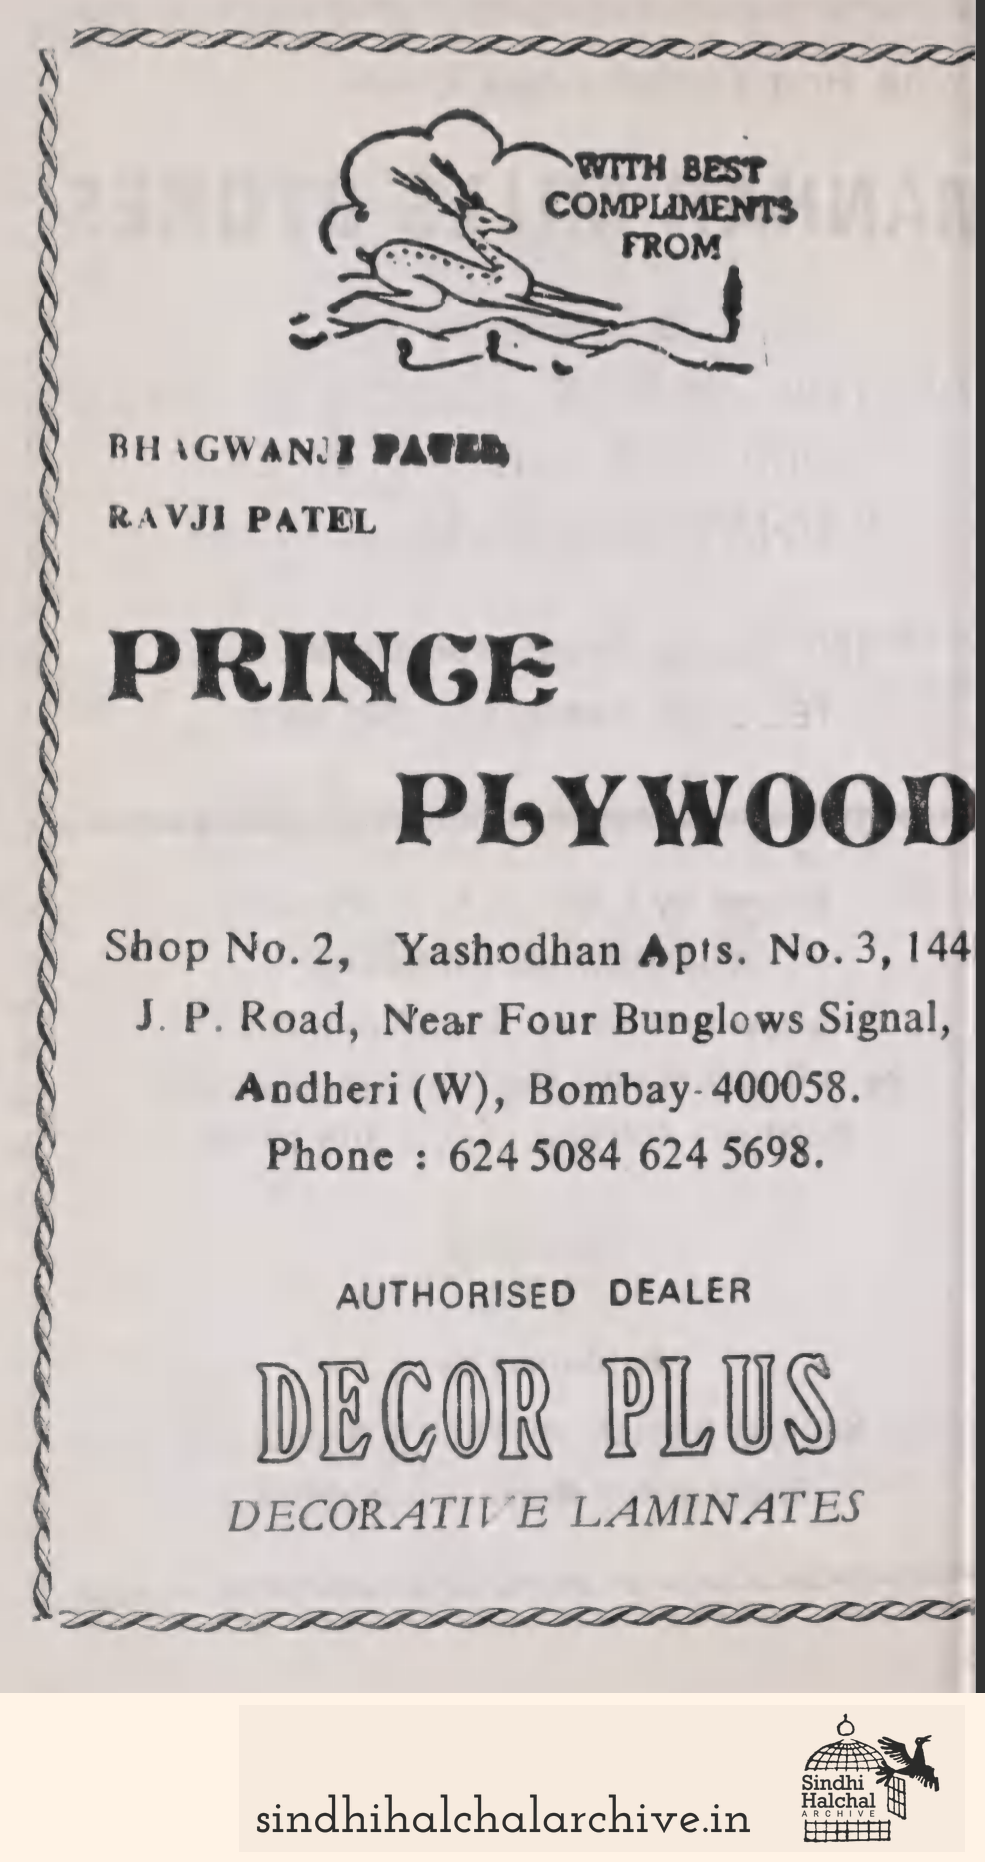 WITH BEST
COMPLIMENTS
FROM
BHAGWANJI PATEL
RAVJI PATEL
PRINCE
PLYWOOD
Shop No. 2, Yashodhan Apts. No. 3, 144
J. P. Road, Near Four Bunglows Signal,
Andheri (W), Bombay-400058.
Phone : 624 5084 624 5698.
AUTHORISED DEALER
DECOR PLUS
DECORATIVE LAMINATES
sindhihalchalarchive.in
Sindhi
Halchal
ARCHIVE